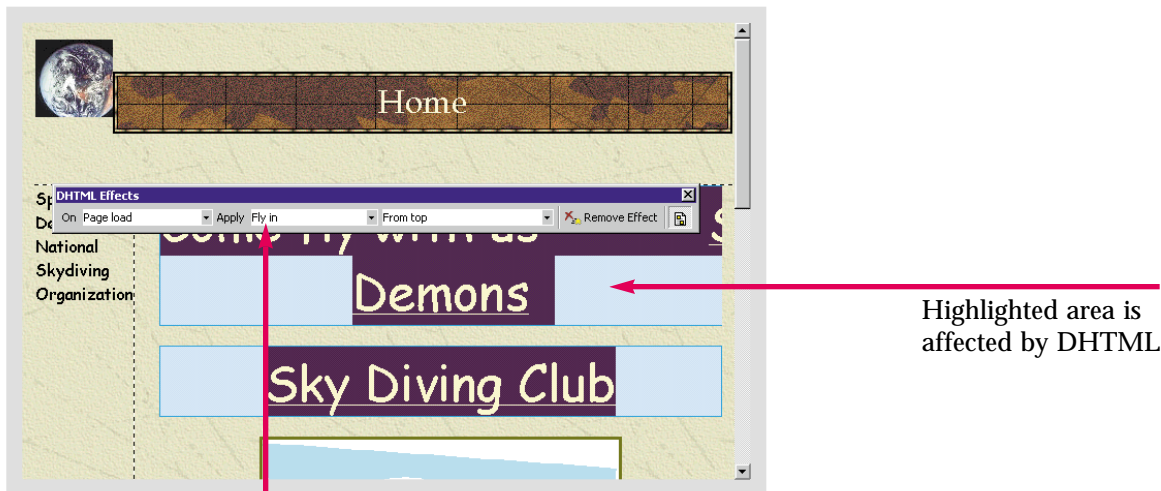 Home
DHTML Effects
On Page load Apply Fly in From top Remove Effect
National
Skydiving
Organization
Demons
Sky Diving Club
Highlighted area is
affected by DHTML